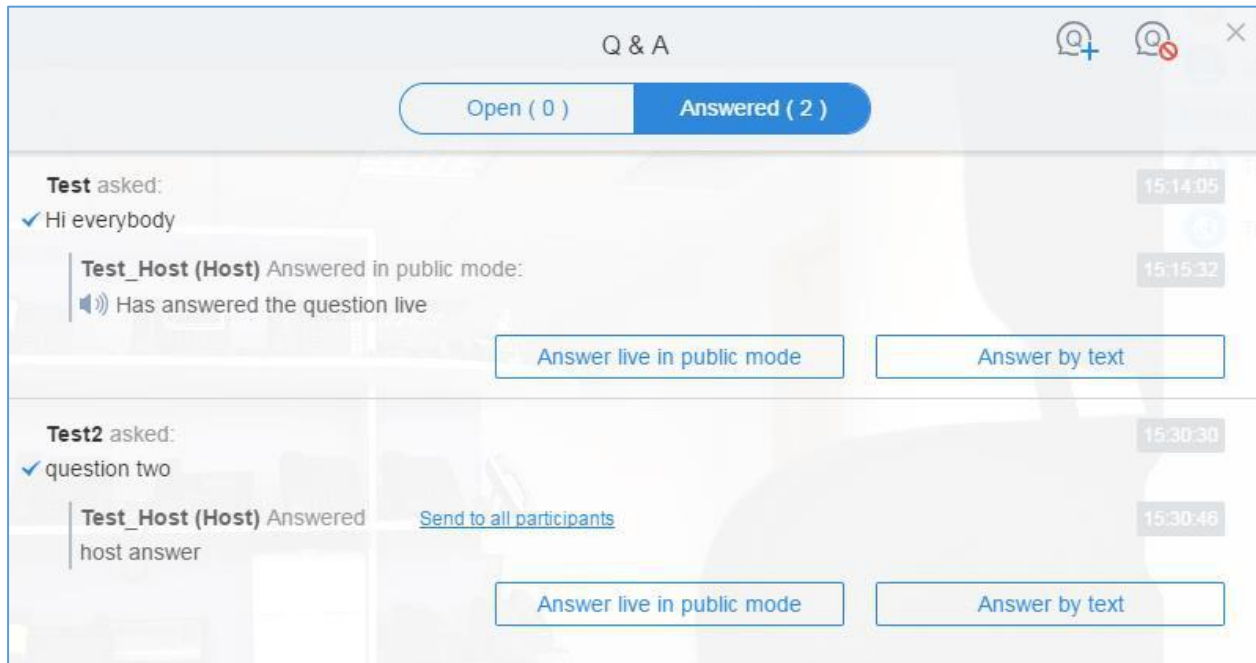 Q & A
Open ( 0 ) Answered ( 2 )
Test asked: 15:14:05
Hi everybody
Test_Host (Host) Answered in public mode: 15:15:32
Has answered the question live
Answer live in public mode Answer by text
Test2 asked: 15:30:30
question two
Test_Host (Host) Answered Send to all participants 15:30:46
host answer
Answer live in public mode Answer by text